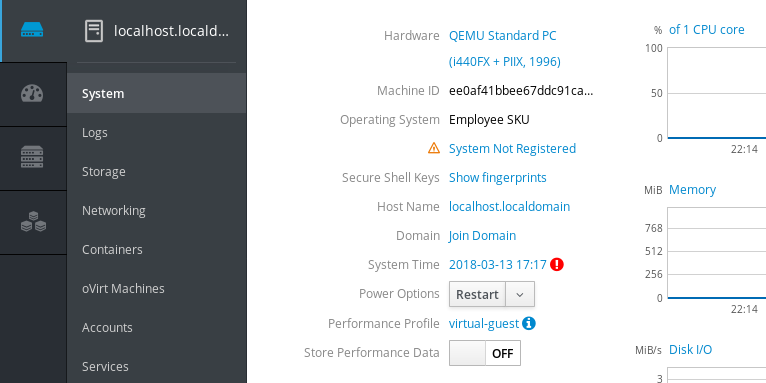 localhost.locald...
System
Logs
Storage
Networking
Containers
oVirt Machines
Accounts
Services
Hardware QEMU Standard PC
(i440FX + PIIX, 1996)
Machine ID ee0af41bbee67ddc91ca...
Operating System Employee SKU
System Not Registered
Secure Shell Keys Show fingerprints
Host Name localhost.localdomain
Domain Join Domain
System Time 2018-03-13 17:17
Power Options Restart
Performance Profile virtual-guest
Store Performance Data OFF
% of 1 CPU core
100
50
0
22:14
MiB Memory
768
512
256
0
22:14
MiB/s Disk I/O
3